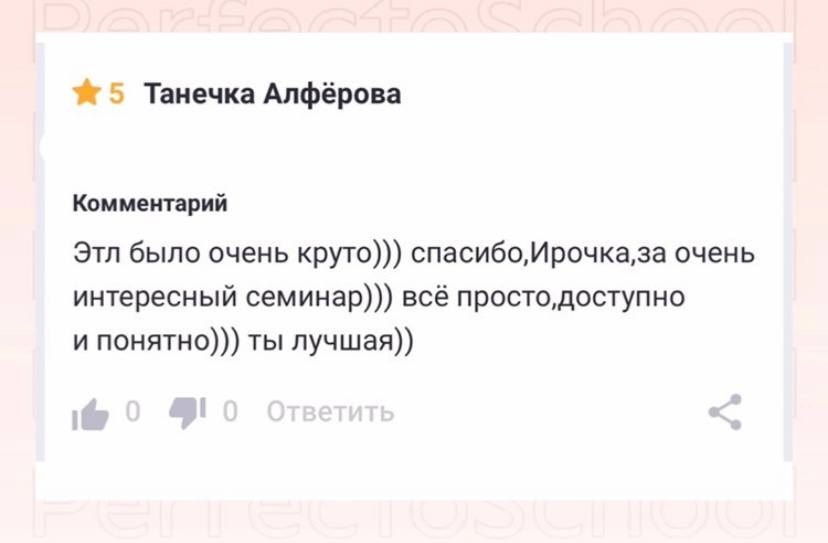 PerfectoSchool
5 Танечка Алфёрова
Комментарий
Этл было очень круто))) спасибо,Ирочка,за очень
интересный семинар))) всё просто,доступно
и понятно))) ты лучшая))
0 0 Ответить
PerfectoSchool